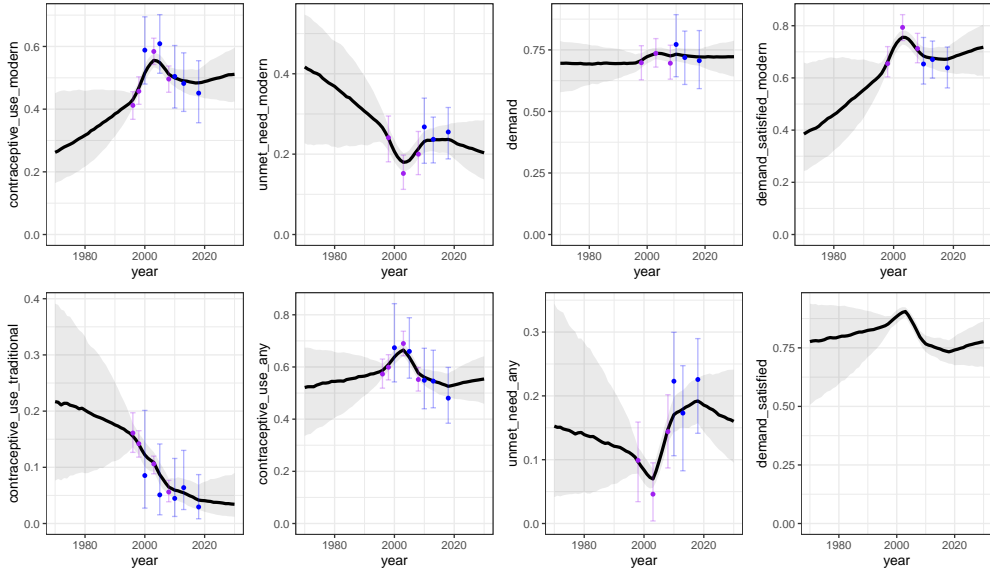 contraceptive_use_modern
0.6
0.4
0.2
0.0
1980 2000 2020
year
unmet_need_modern
0.4
0.2
0.0
1980 2000 2020
year
demand
0.75
0.50
0.25
0.00
1980 2000 2020
year
demand_satisfied_modern
0.8
0.6
0.4
0.2
0.0
1980 2000 2020
year
contraceptive_use_traditional
0.4
0.3
0.2
0.1
0.0
1980 2000 2020
year
contraceptive_use_any
0.8
0.6
0.4
0.2
0.0
1980 2000 2020
year
unmet_need_any
0.3
0.2
0.1
0.0
1980 2000 2020
year
demand_satisfied
0.75
0.50
0.25
0.00
1980 2000 2020
year